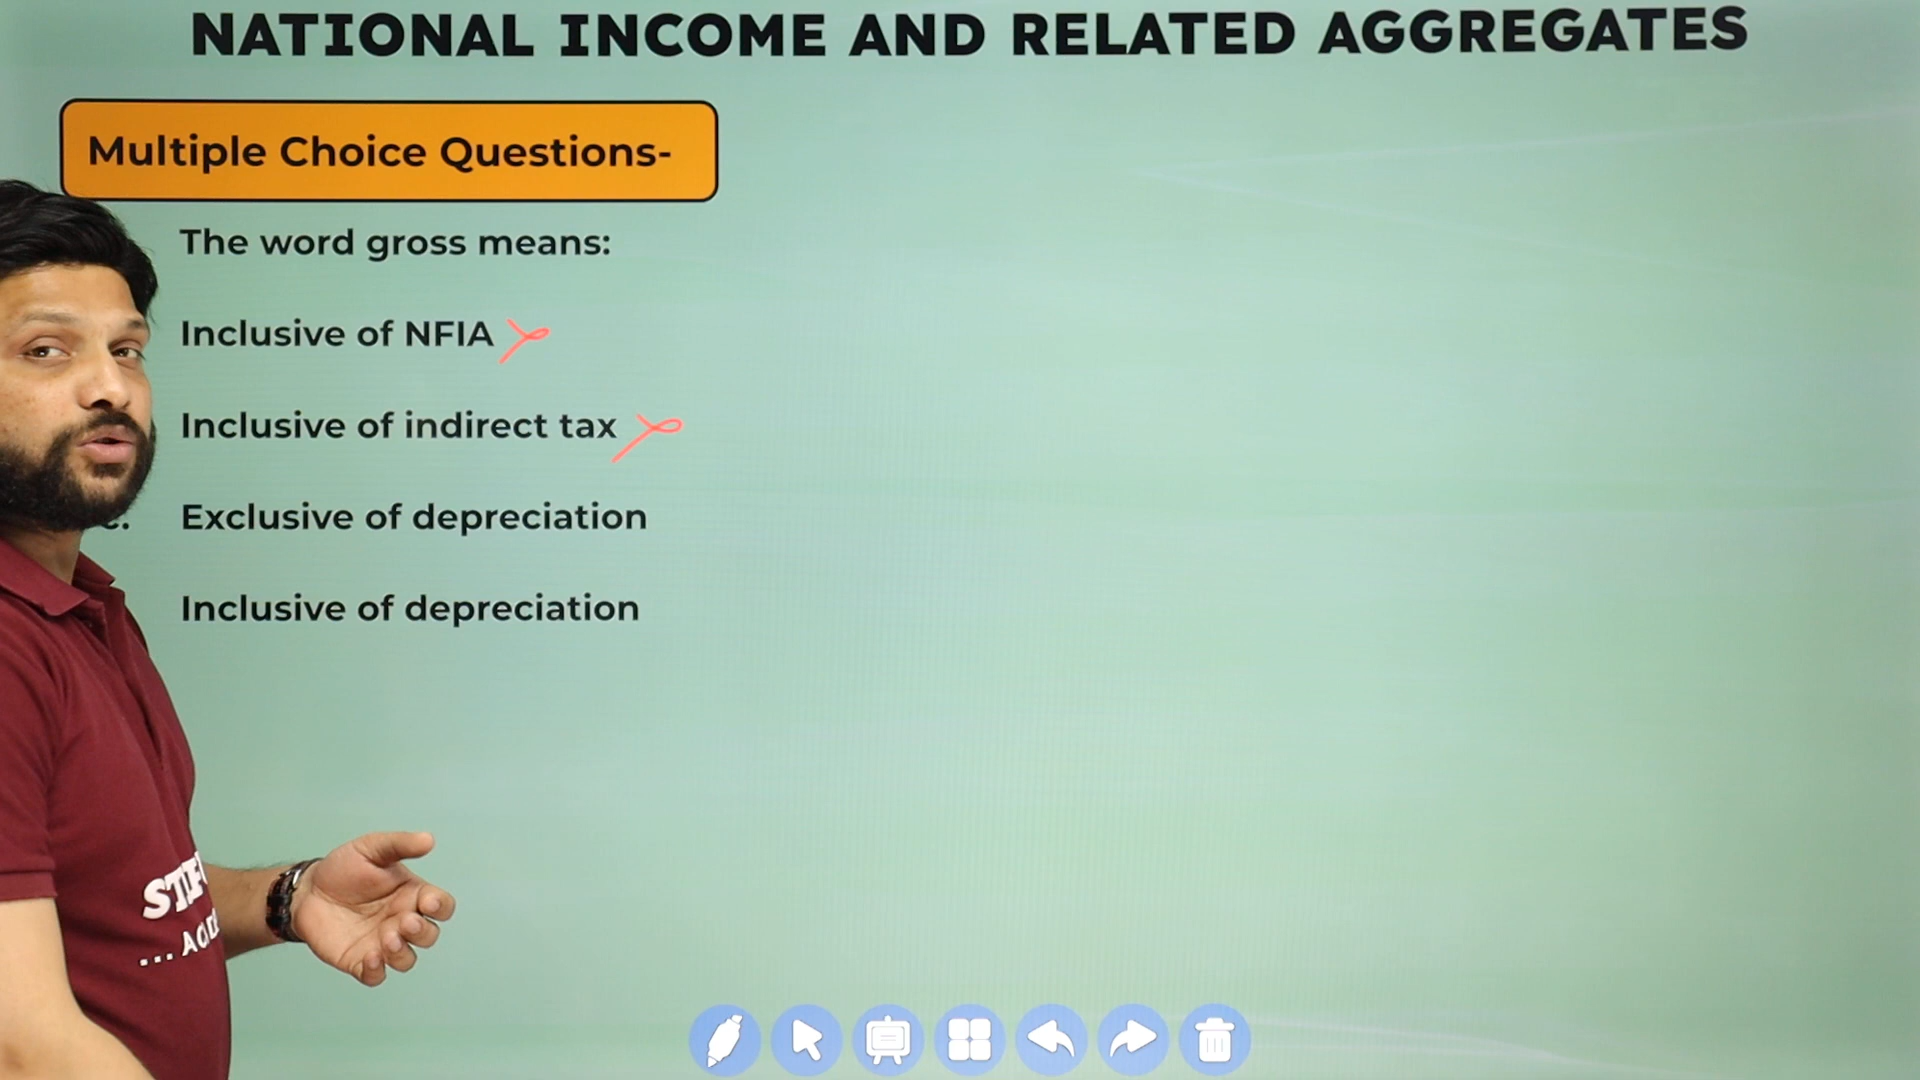 NATIONAL INCOME AND RELATED AGGREGATES
Multiple Choice Questions-
The word gross means:
Inclusive of NFIA
Inclusive of indirect tax
c. Exclusive of depreciation
Inclusive of depreciation